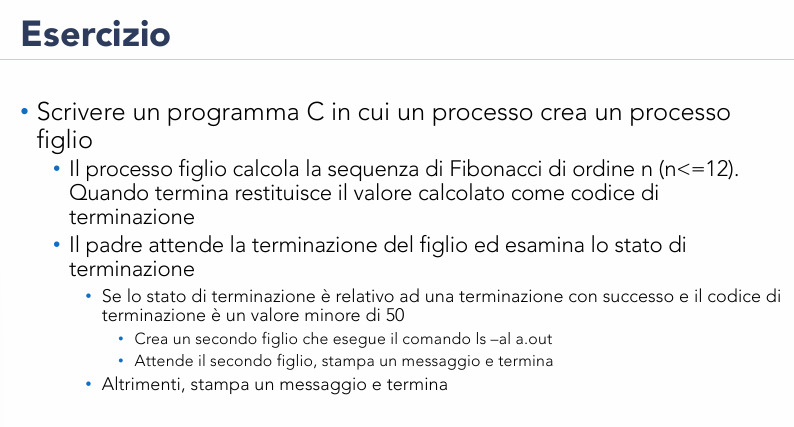 Esercizio
• Scrivere un programma C in cui un processo crea un processo
figlio
• Il processo figlio calcola la sequenza di Fibonacci di ordine n (n<=12).
Quando termina restituisce il valore calcolato come codice di
terminazione
• Il padre attende la terminazione del figlio ed esamina lo stato di
terminazione
• Se lo stato di terminazione è relativo ad una terminazione con successo e il codice di
terminazione è un valore minore di 50
• Crea un secondo figlio che esegue il comando ls –al a.out
• Attende il secondo figlio, stampa un messaggio e termina
• Altrimenti, stampa un messaggio e termina